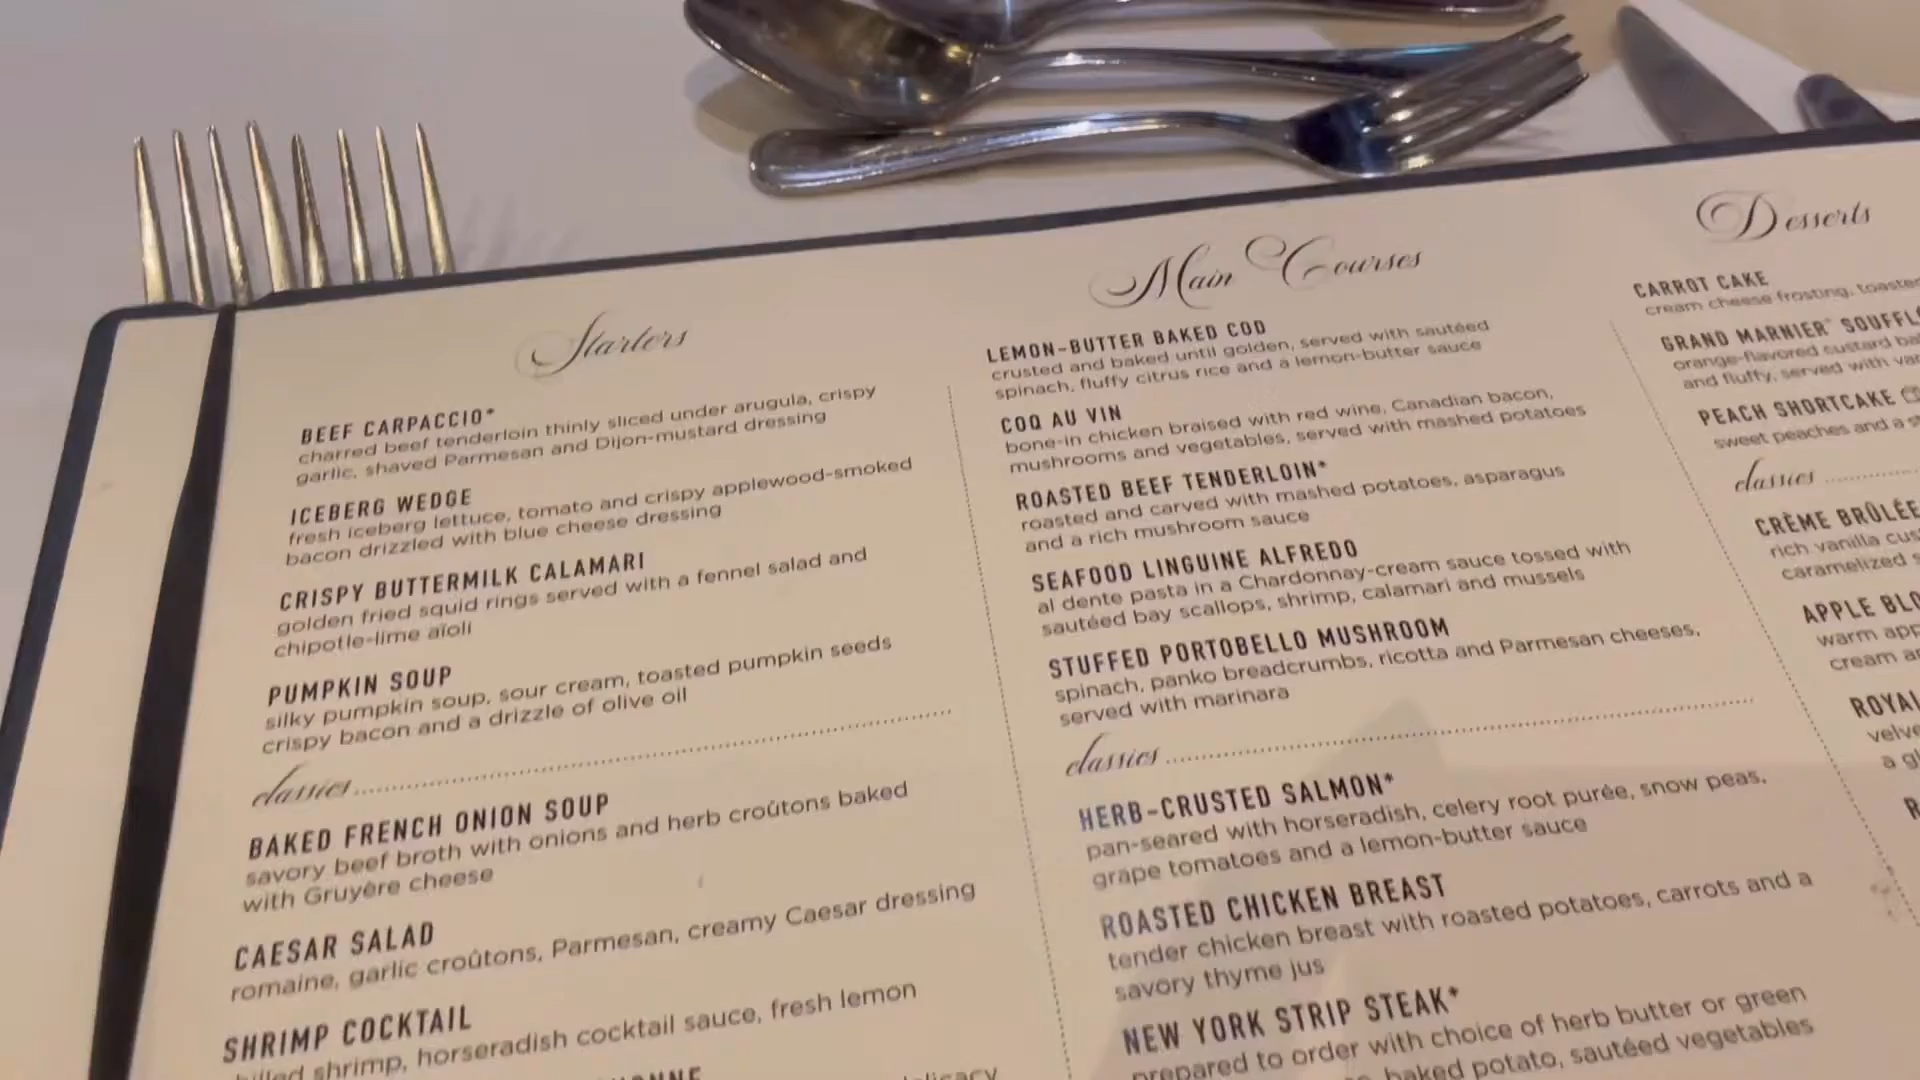 Starters
BEEF CARPACCIO*
charred beef tenderloin thinly sliced under arugula, crispy
garlic, shaved Parmesan and Dijon-mustard dressing
ICEBERG WEDGE
fresh iceberg lettuce, tomato and crispy applewood-smoked
bacon drizzled with blue cheese dressing
CRISPY BUTTERMILK CALAMARI
golden fried squid rings served with a fennel salad and
chipotle-lime aïoli
PUMPKIN SOUP
silky pumpkin soup, sour cream, toasted pumpkin seeds
crispy bacon and a drizzle of olive oil
classics
BAKED FRENCH ONION SOUP
savory beef broth with onions and herb croûtons baked
with Gruyère cheese
CAESAR SALAD
romaine, garlic croûtons, Parmesan, creamy Caesar dressing
SHRIMP COCKTAIL
shrimp, horseradish cocktail sauce, fresh lemon
Main Courses
LEMON-BUTTER BAKED COD
crusted and baked until golden, served with sautéed
spinach, fluffy citrus rice and a lemon-butter sauce
COQ AU VIN
bone-in chicken braised with red wine, Canadian bacon,
mushrooms and vegetables, served with mashed potatoes
ROASTED BEEF TENDERLOIN*
roasted and carved with mashed potatoes, asparagus
and a rich mushroom sauce
SEAFOOD LINGUINE ALFREDO
al dente pasta in a Chardonnay-cream sauce tossed with
sautéed bay scallops, shrimp, calamari and mussels
STUFFED PORTOBELLO MUSHROOM
spinach, panko breadcrumbs, ricotta and Parmesan cheeses,
served with marinara
classics
HERB-CRUSTED SALMON*
pan-seared with horseradish, celery root purée, snow peas,
grape tomatoes and a lemon-butter sauce
ROASTED CHICKEN BREAST
tender chicken breast with roasted potatoes, carrots and a
savory thyme jus
NEW YORK STRIP STEAK*
prepared to order with choice of herb butter or green
baked potato, sautéed vegetables
Desserts
CARROT CAKE
cream cheese frosting, toasted
GRAND MARNIER®
orange-flavored custard
and fluffy, served with
PEACH SHORTCAKE
sweet peaches and a
classics
CRÈME BRÛLÉE
rich vanilla
caramelized
APPLE
warm
cream
ROYAL
a